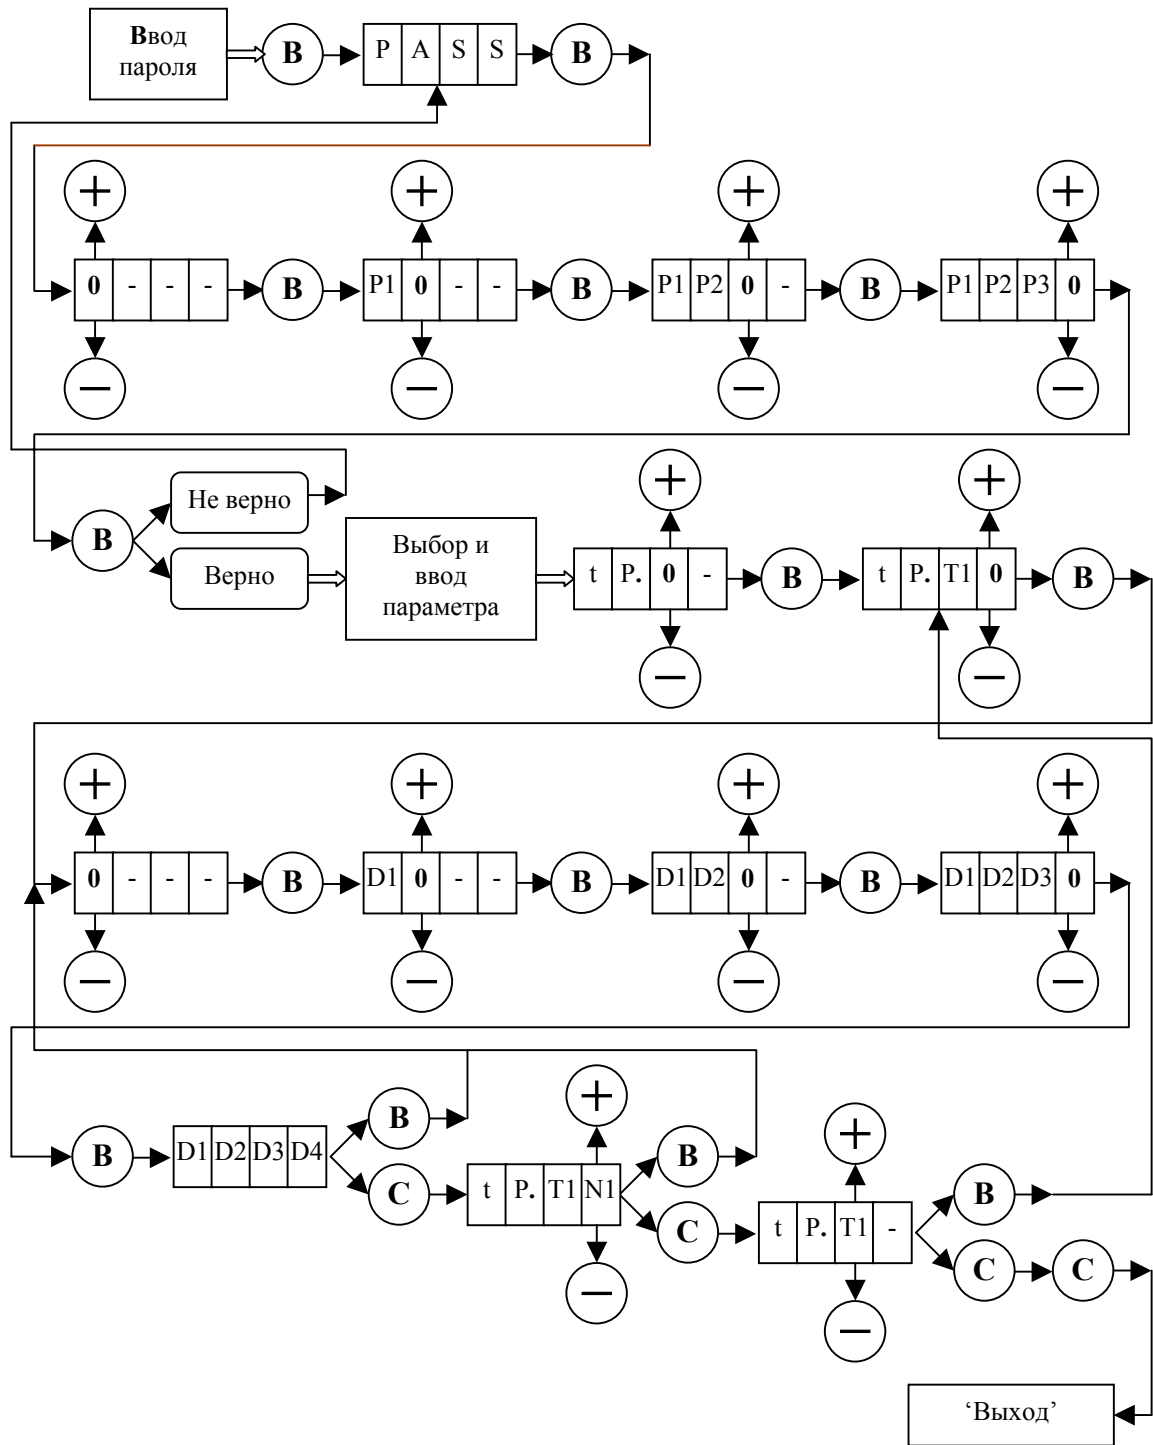 Ввод
пароля
В
P A S S
В
+ + + +
0 - - -
В
P1 0 - -
В
P1 P2 0 -
В
P1 P2 P3 0
− − − −
+ +
Не верно
В
Верно
Выбор и
ввод
параметра
t P. 0 -
В
t P. T1 0
В
− −
+ + + +
0 - - -
В
D1 0 - -
В
D1 D2 0 -
В
D1 D2 D3 0
− − − −
+
В
+
В
D1 D2 D3 D4
В
С
t P. T1 N1
В
С
t P. T1 -
С
С
−
−
‘Выход’